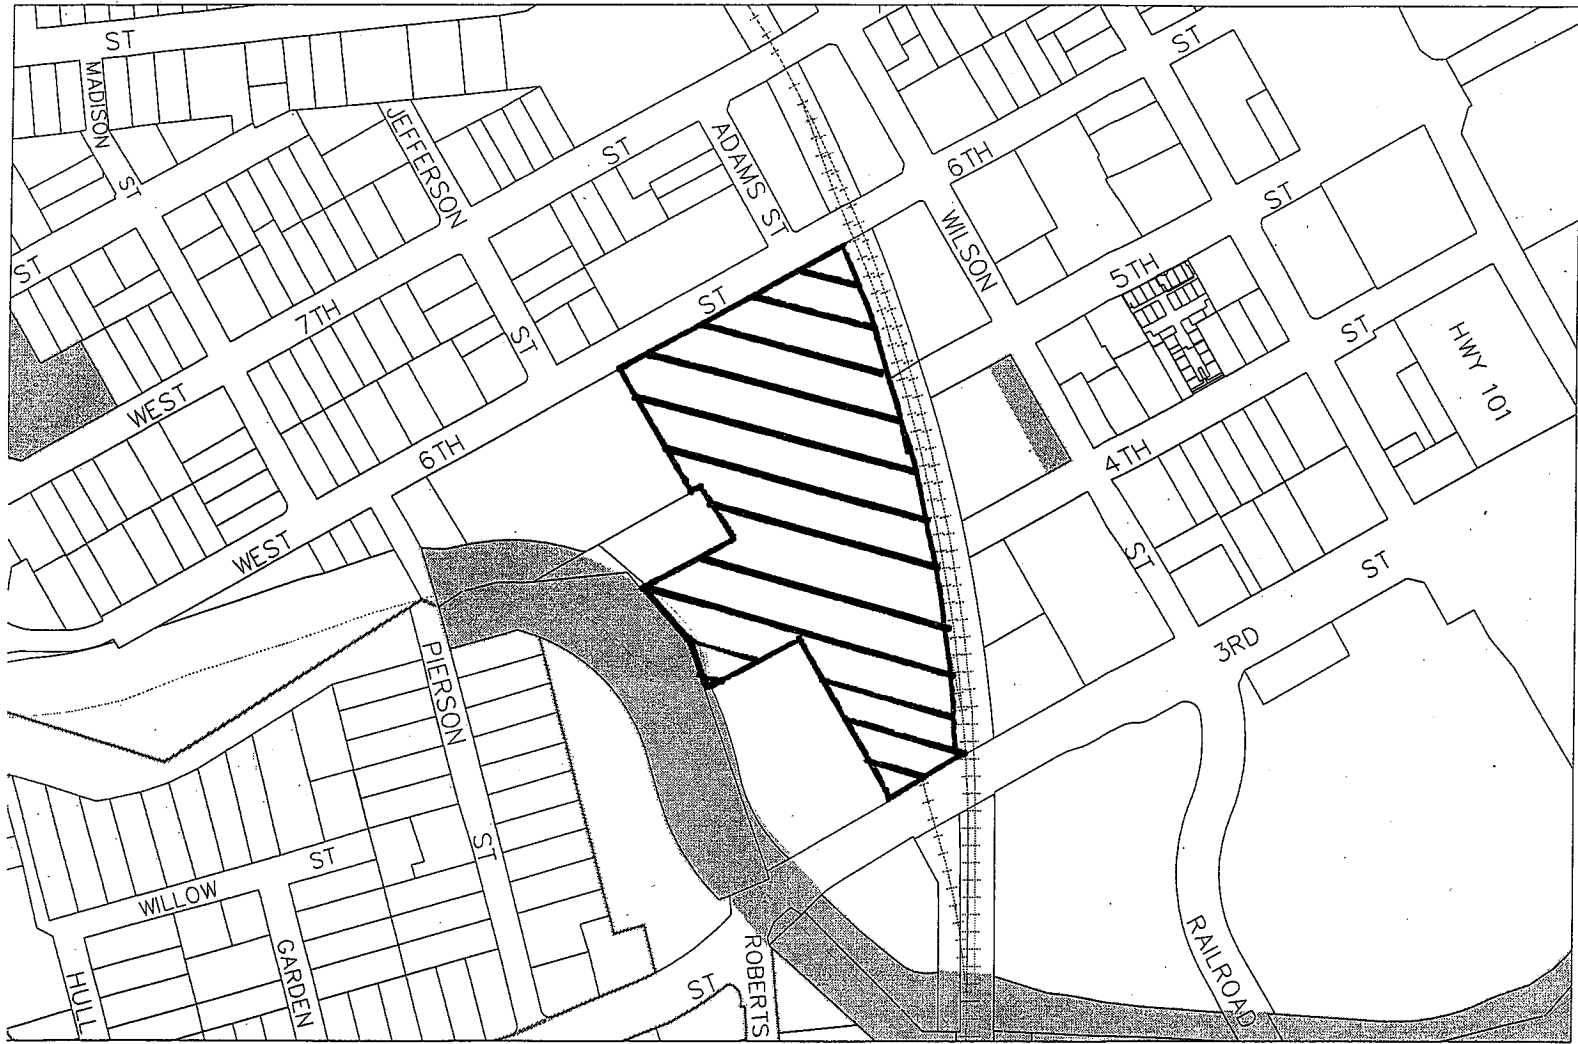 ST
MADISON
ST
JEFFERSON
ST
ADAMS ST
6TH
ST
WILSON
ST
5TH
ST
HWY 101
ST
7TH
ST
ST
WEST
6TH
4TH
WEST
ST
ST
3RD
PIERSON
ST
ST
WILLOW
GARDEN
HULL
ST
ROBERTS
RAILROAD